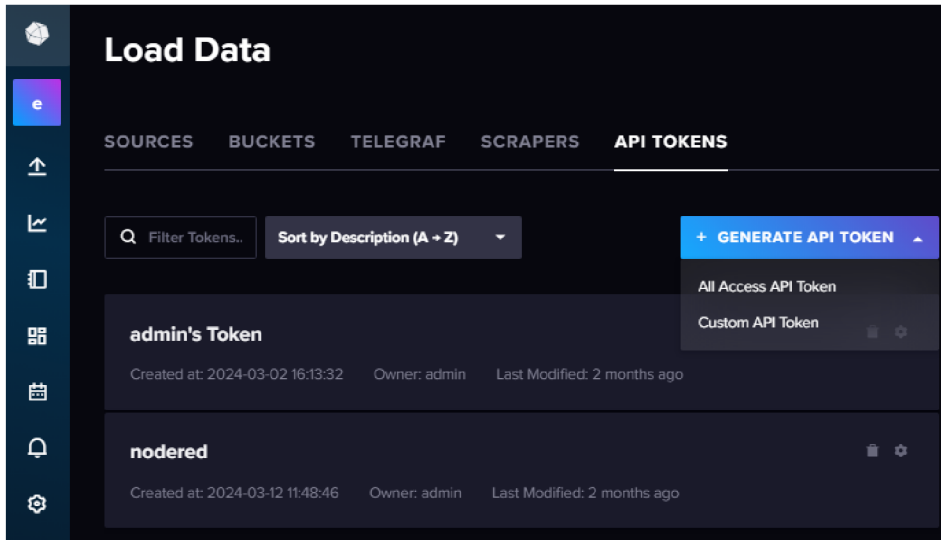 Load Data
e
SOURCES BUCKETS TELEGRAF SCRAPERS API TOKENS
Filter Tokens.. Sort by Description (A → Z) + GENERATE API TOKEN
All Access API Token
Custom API Token
admin's Token
Created at: 2024-03-02 16:13:32 Owner: admin Last Modified: 2 months ago
nodered
Created at: 2024-03-12 11:48:46 Owner: admin Last Modified: 2 months ago